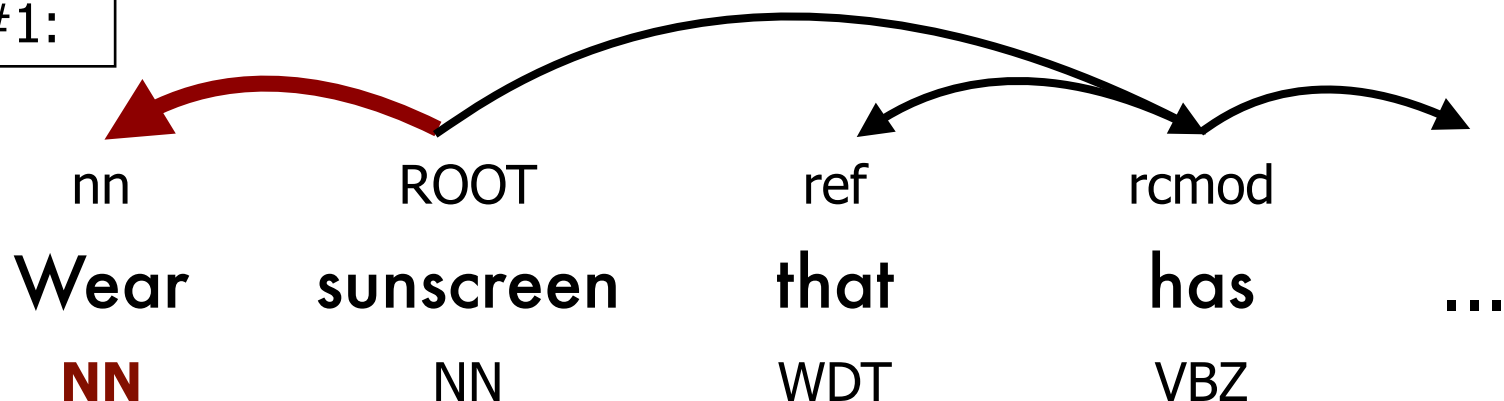 #1:
nn ROOT ref rcmod
Wear sunscreen that has ...
NN NN WDT VBZ